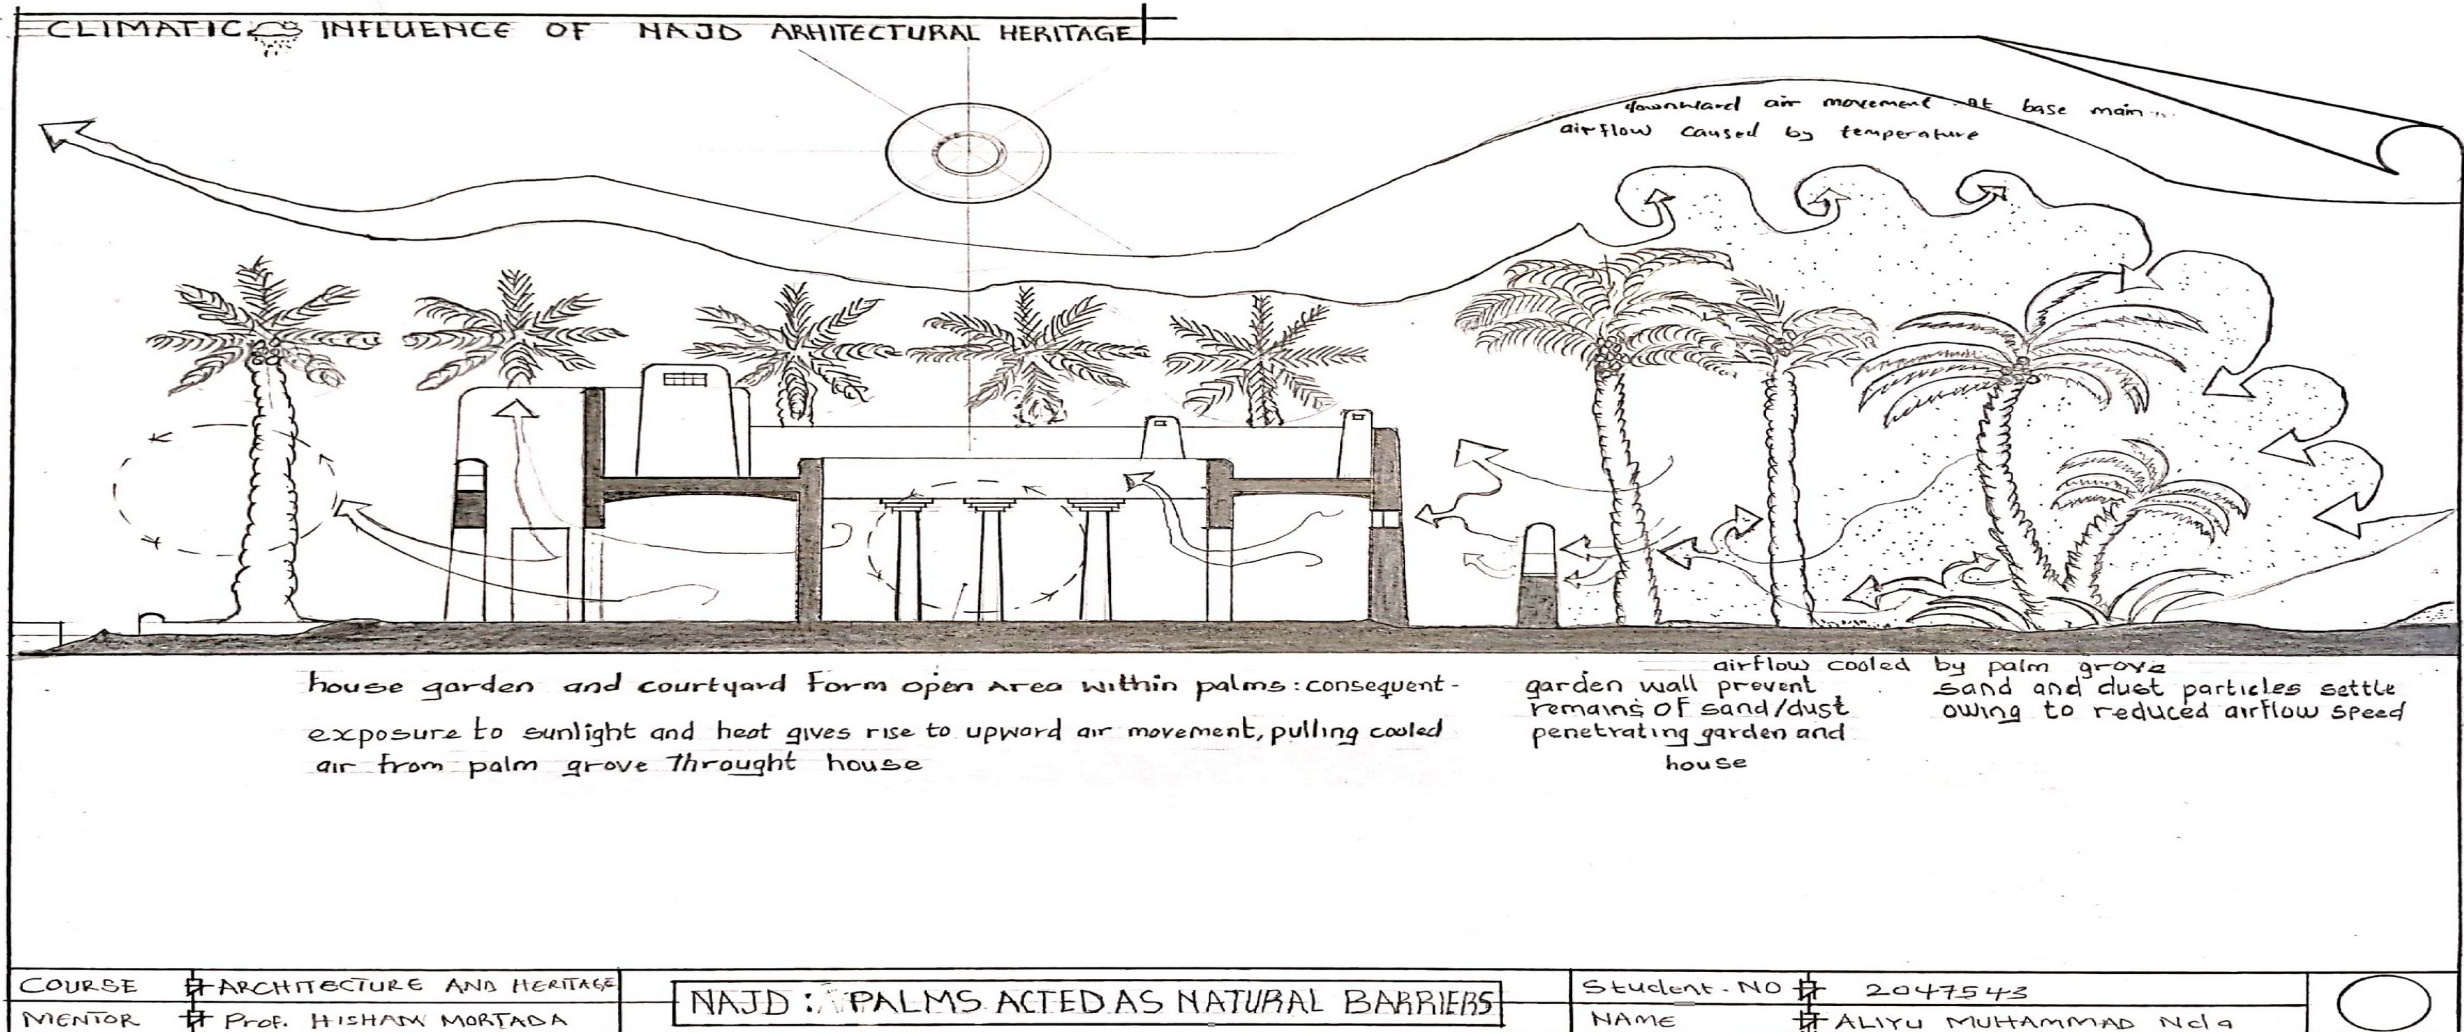 CLIMATIC INFLUENCE OF NAJD ARHITECTURAL HERITAGE
downward air movement at base main
airflow caused by temperature
house garden and courtyard form open Area within palms : consequent-
exposure to sunlight and heat gives rise to upward air movement, pulling cooled
air from palm grove throught house
airflow cooled by palm grove
garden wall prevent
remains of sand/dust
penetrating garden and
house
sand and dust particles settle
owing to reduced airflow speed
COURSE ARCHITECTURE AND HERITAGE
MENTOR Prof. HISHAM MORTADA
NAJD : PALMS ACTED AS NATURAL BARRIERS
Student. NO 2047543
NAME ALIYU MUHAMMAD